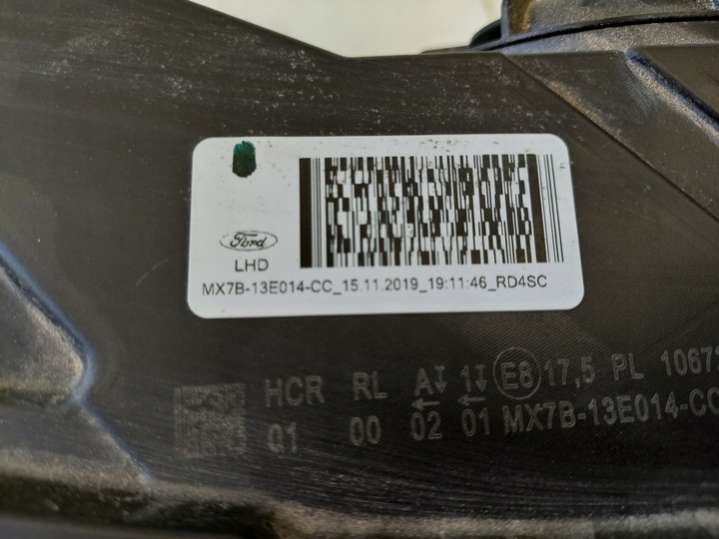 Ford
LHD
MX7B-13E014-CC_15.11.2019_19:11:46_RD4SC
HCR RL A↧ 1↧ E8 17,5 PL
01 00 02 01 MX7B-13E014-CC